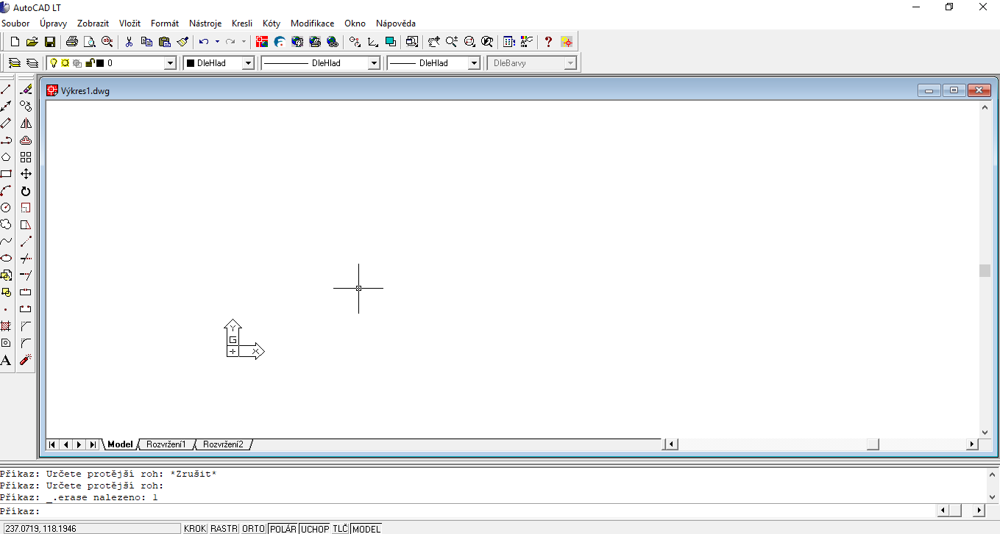 AutoCAD LT
Soubor Úpravy Zobrazit Vložit Formát Nástroje Kresli Kóty Modifikace Okno Nápověda
0 DleHlad DleHlad DleHlad DleBarvy
Výkres1.dwg
Y
G
X
A
Model Rozvržení1 Rozvržení2
Příkaz: Určete protější roh: *Zrušit*
Příkaz: Určete protější roh:
Příkaz: _.erase nalezeno: 1
Příkaz:
237.0719, 118.1946 KROK RASTR ORTO POLÁR UCHOP TLČ MODEL